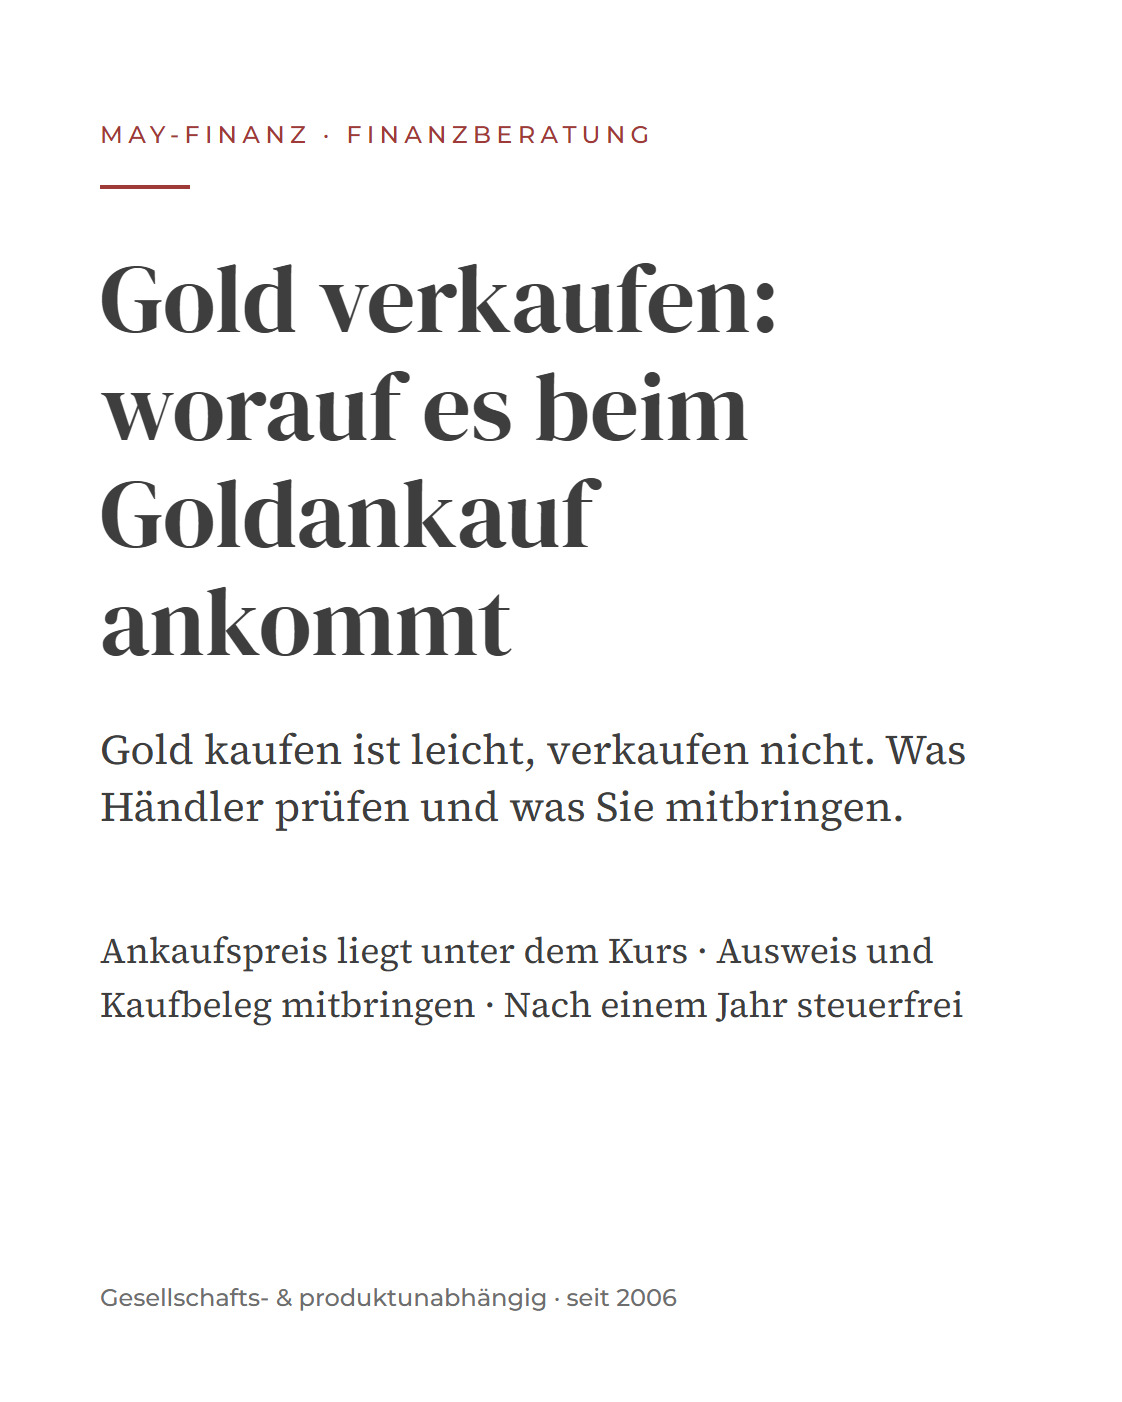 MAY-FINANZ · FINANZBERATUNG
Gold verkaufen:
worauf es beim
Goldankauf
ankommt
Gold kaufen ist leicht, verkaufen nicht. Was
Händler prüfen und was Sie mitbringen.
Ankaufspreis liegt unter dem Kurs · Ausweis und
Kaufbeleg mitbringen · Nach einem Jahr steuerfrei
Gesellschafts- & produktunabhängig · seit 2006